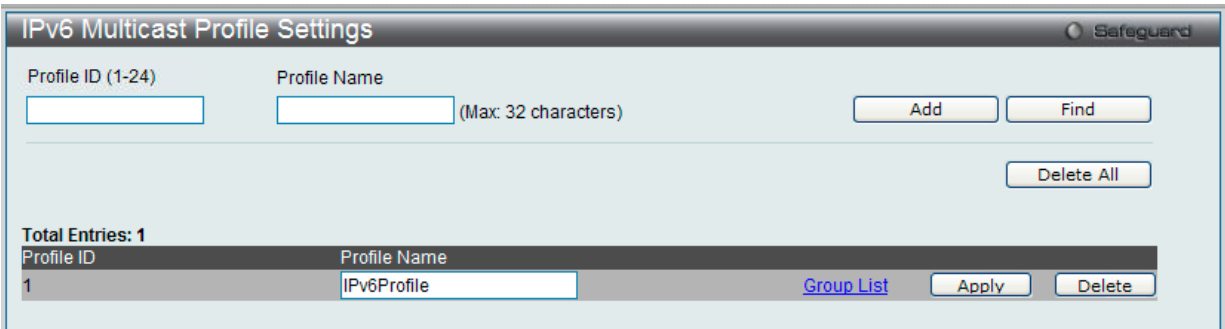 IPv6 Multicast Profile Settings
Safeguard
Profile ID (1-24)
Profile Name
(Max: 32 characters)
Add
Find
Delete All
Total Entries: 1
Profile ID
Profile Name
1
IPv6Profile
Group List
Apply
Delete